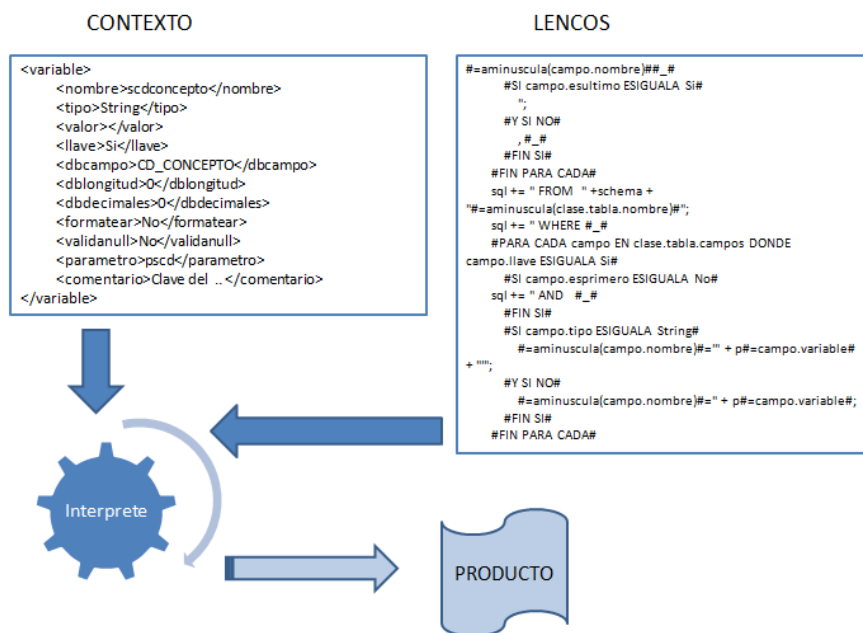 CONTEXTO
<variable>
<nombre>scdconcepto</nombre>
<tipo>String</tipo>
<valor></valor>
<llave>Si</llave>
<dbcampo>CD_CONCEPTO</dbcampo>
<dblongitud>0</dblongitud>
<dbdecimales>0</dbdecimales>
<formatear>No</formatear>
<validanull>No</validanull>
<parametro>pscd</parametro>
<comentario>Clave del .. </comentario>
</variable>
LENCOS
#=aminuscula(campo.nombre)##_#
#SI campo.esultimo ESIGUALA Si#
";
#Y SI NO#
, #_#
#FIN SI#
#FIN PARA CADA#
sql += " FROM  " +schema +
"#=aminuscula(clase.tabla.nombre)#";
sql += " WHERE #_#
#PARA CADA campo EN clase.tabla.campos DONDE
campo.llave ESIGUALA Si#
#SI campo.esprimero ESIGUALA No#
sql += " AND   #_#
#FIN SI#
#SI campo.tipo ESIGUALA String#
#=aminuscula(campo.nombre)#='" + p#=campo.variable#
+ "'";
#Y SI NO#
#=aminuscula(campo.nombre)#=" + p#=campo.variable#;
#FIN SI#
#FIN PARA CADA#
Interprete
PRODUCTO